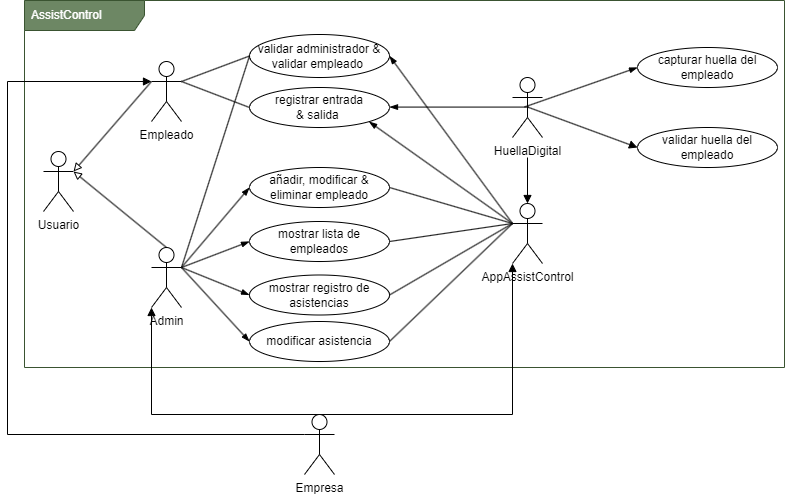 AssistControl
validar administrador &
validar empleado
registrar entrada
& salida
Empleado
HuellaDigital
capturar huella del
empleado
validar huella del
empleado
Usuario
añadir, modificar &
eliminar empleado
mostrar lista de
empleados
AppAssistControl
mostrar registro de
asistencias
Admin
modificar asistencia
Empresa